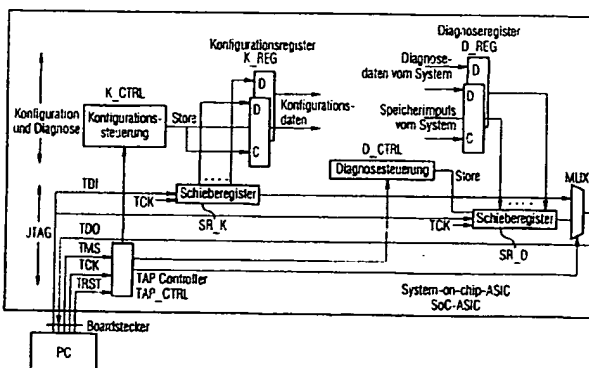 Konfigurationsregister
K_REG
Diagnoseregister
D_REG
Diagnose-
daten vom System
D
D
D
D
K_CTRL
Konfigurations-
steuerung
Store
Konfigurations-
daten
Konfiguration
und Diagnose
C
Speicherimpuls
vom System
C
D_CTRL
Diagnosesteuerung
Store
MUX
TDI
TCK
Schieberegister
SR_K
TCK
Schieberegister
SR_D
JTAG
TDO
TMS
TCK
TRST
TAP Controller
TAP_CTRL
System-on-chip-ASIC
SoC-ASIC
Boardstecker
PC